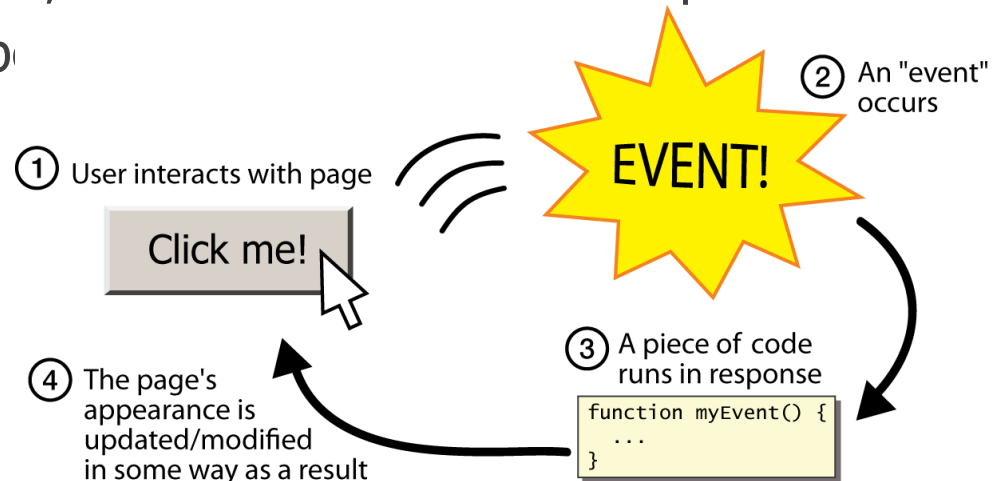 1 User interacts with page
Click me!
EVENT!
2 An "event"
occurs
3 A piece of code
runs in response
function myEvent() {
...
}
4 The page's
appearance is
updated/modified
in some way as a result